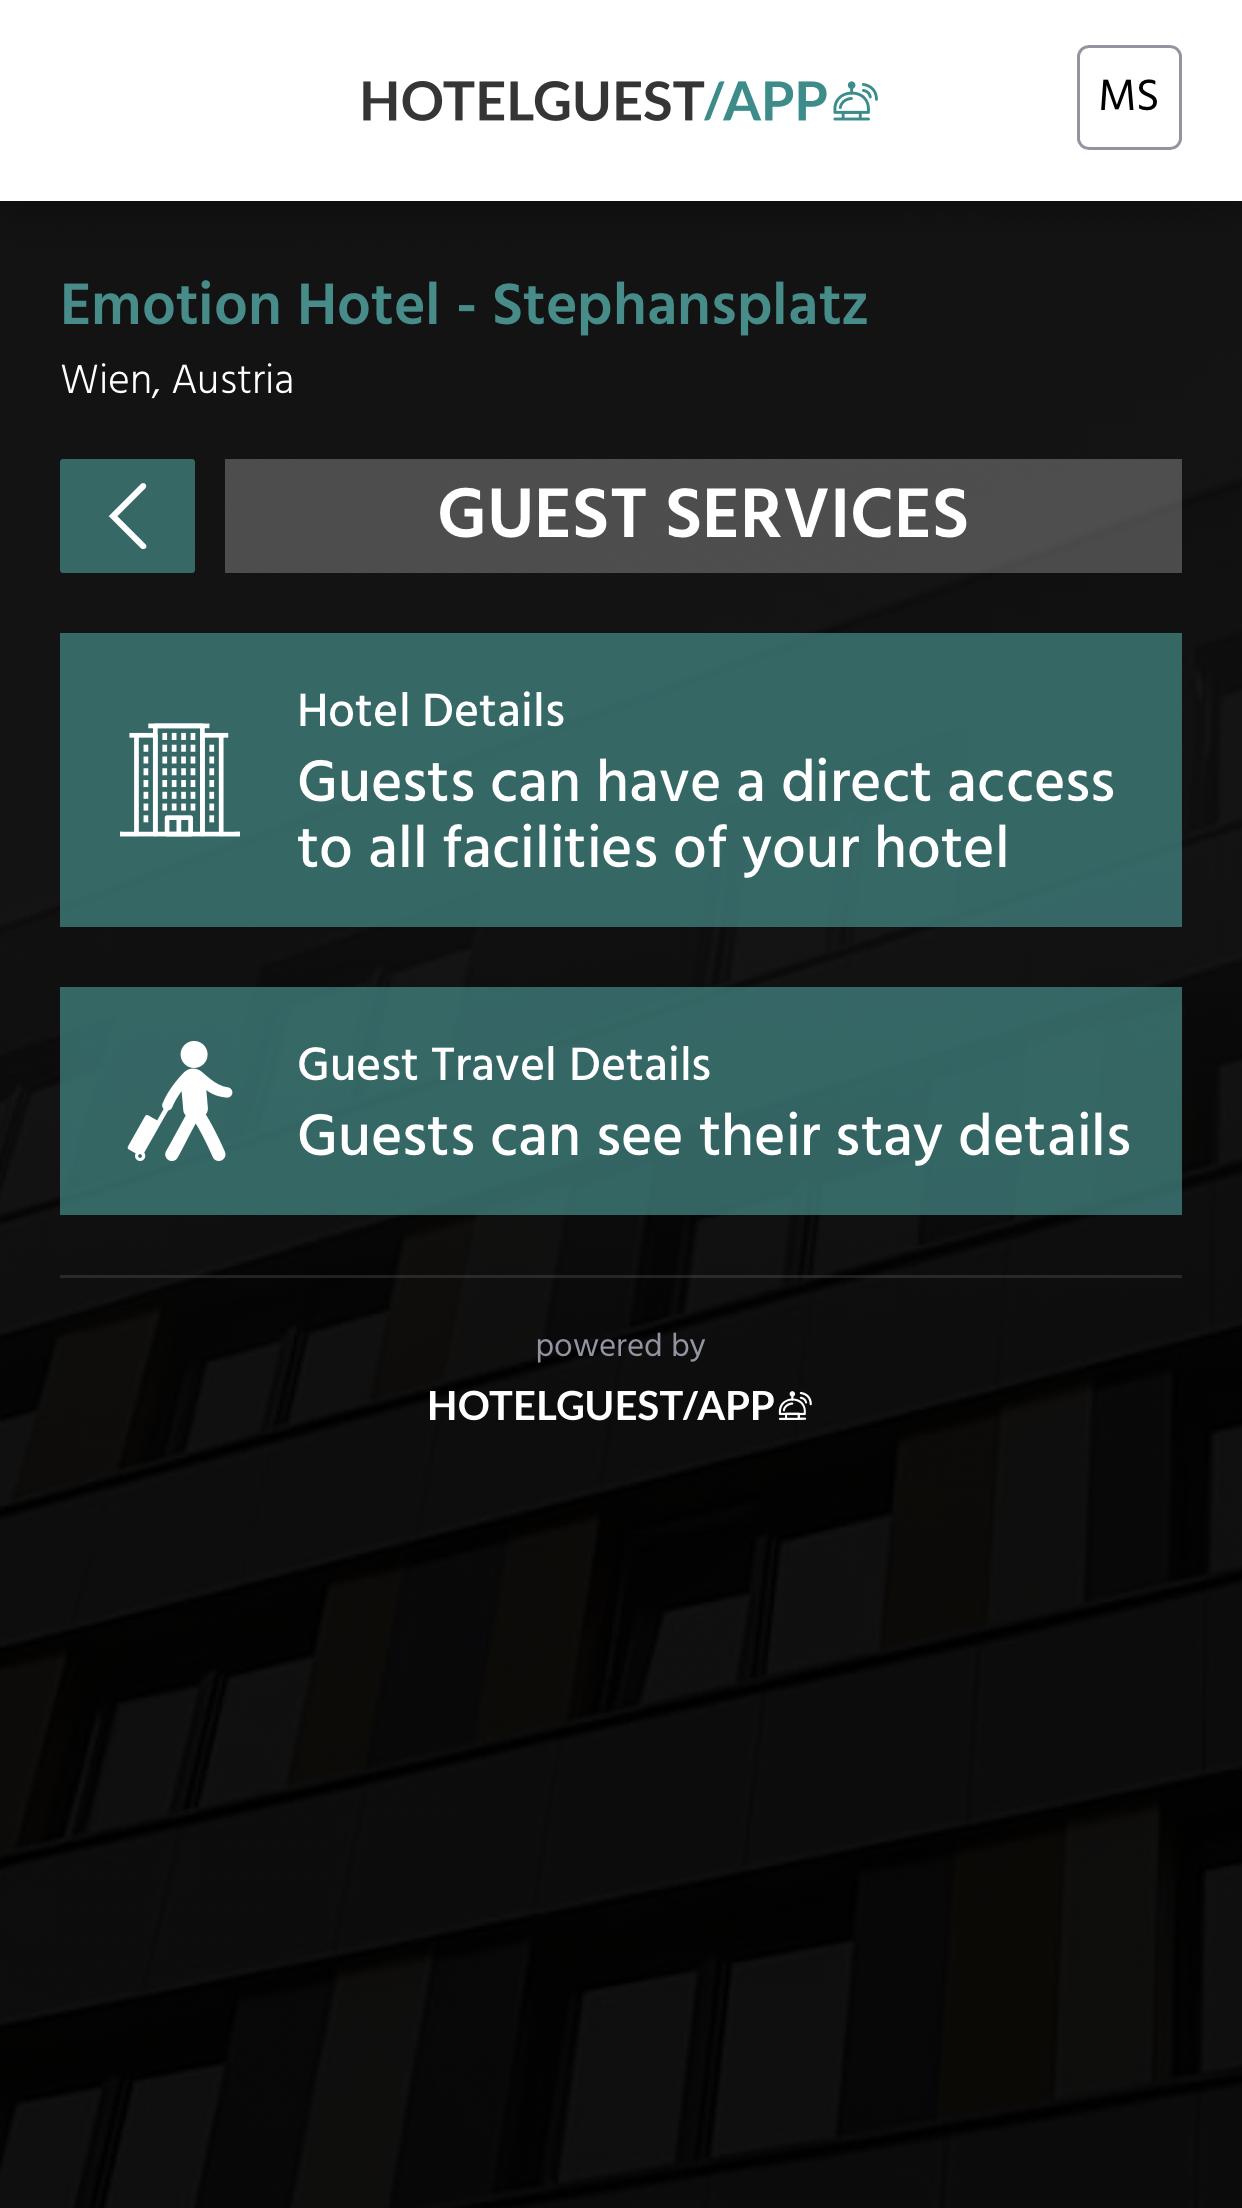 HOTELGUEST/APP
MS
Emotion Hotel - Stephansplatz
Wien, Austria
GUEST SERVICES
Hotel Details
Guests can have a direct access
to all facilities of your hotel
Guest Travel Details
Guests can see their stay details
powered by
HOTELGUEST/APP